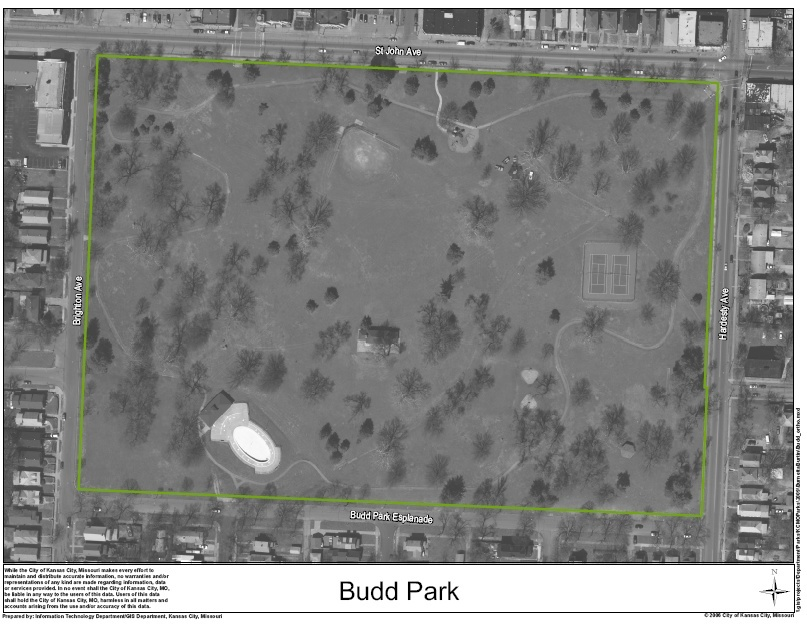 St John Ave
Brighton Ave
Hardesty Ave
Budd Park Esplanade
While the City of Kansas City, Missouri makes every effort to
maintain and distribute accurate information, no warranties and/or
representations of any kind are made regarding information, data
or services provided. In no event shall the City of Kansas City, MO,
be liable in any way to the users of this data. Users of this data
shall hold the City of Kansas City, MO, harmless in all matters and
accounts arising from the use and/or accuracy of this data.
Budd Park
N
Prepared by: Information Technology Department/GIS Department, Kansas City, Missouri
© 2006 City of Kansas City, Missouri